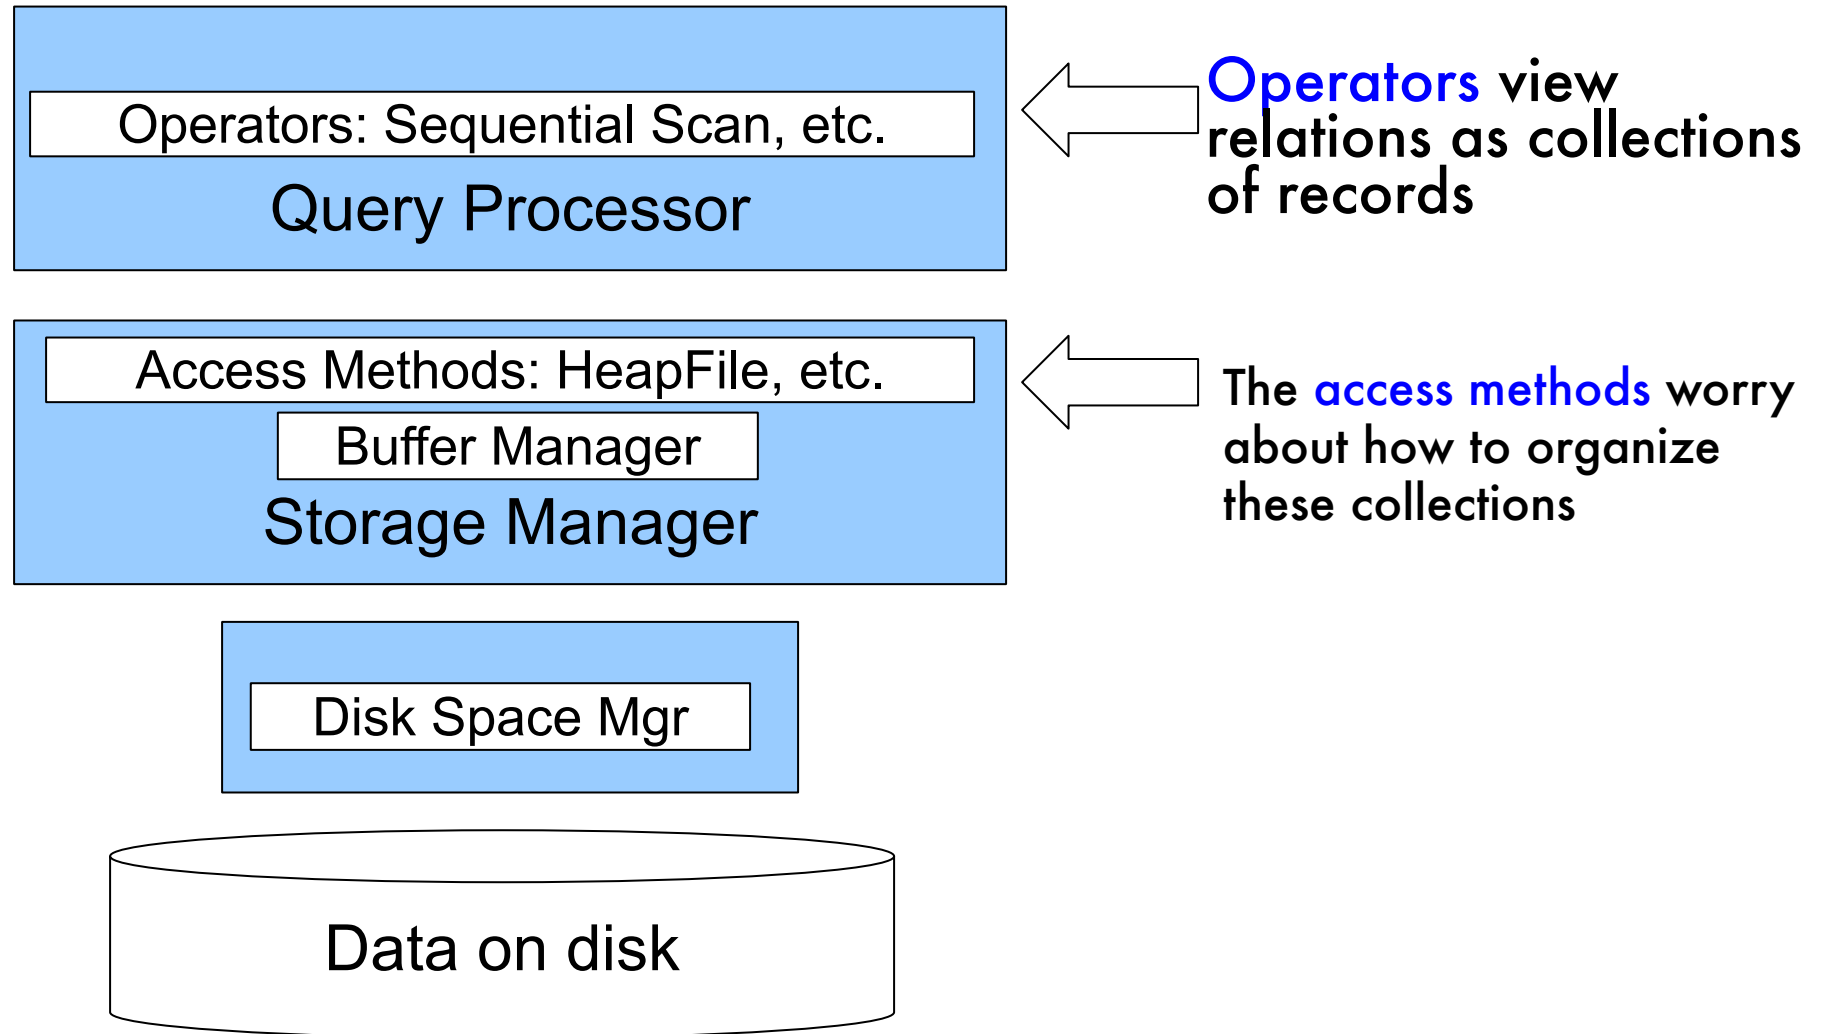 Operators: Sequential Scan, etc.
Query Processor
Operators view
relations as collections
of records
Access Methods: HeapFile, etc.
Buffer Manager
Storage Manager
The access methods worry
about how to organize
these collections
Disk Space Mgr
Data on disk